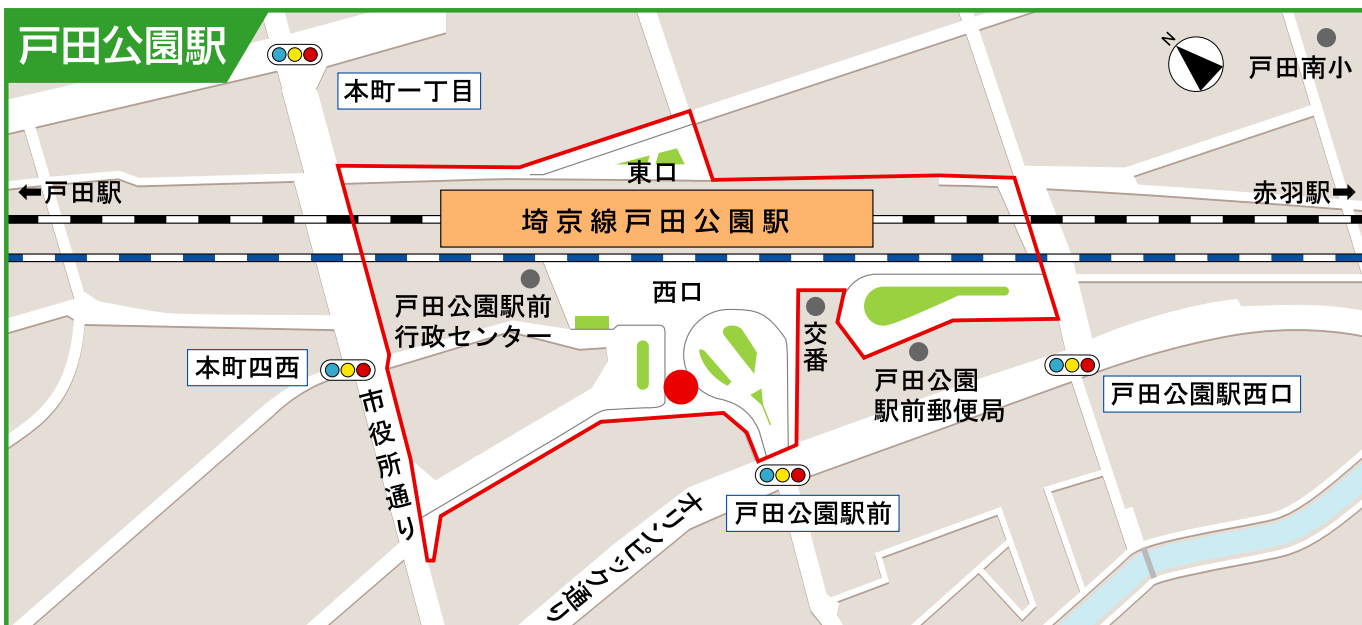 戸田公園駅
本町一丁目
N
戸田南小
東口
←戸田駅
赤羽駅→
埼京線戸田公園駅
西口
戸田公園駅前
行政センター
交番
本町四西
戸田公園
駅前郵便局
戸田公園駅西口
市役所通り
戸田公園駅前
オリンピック通り